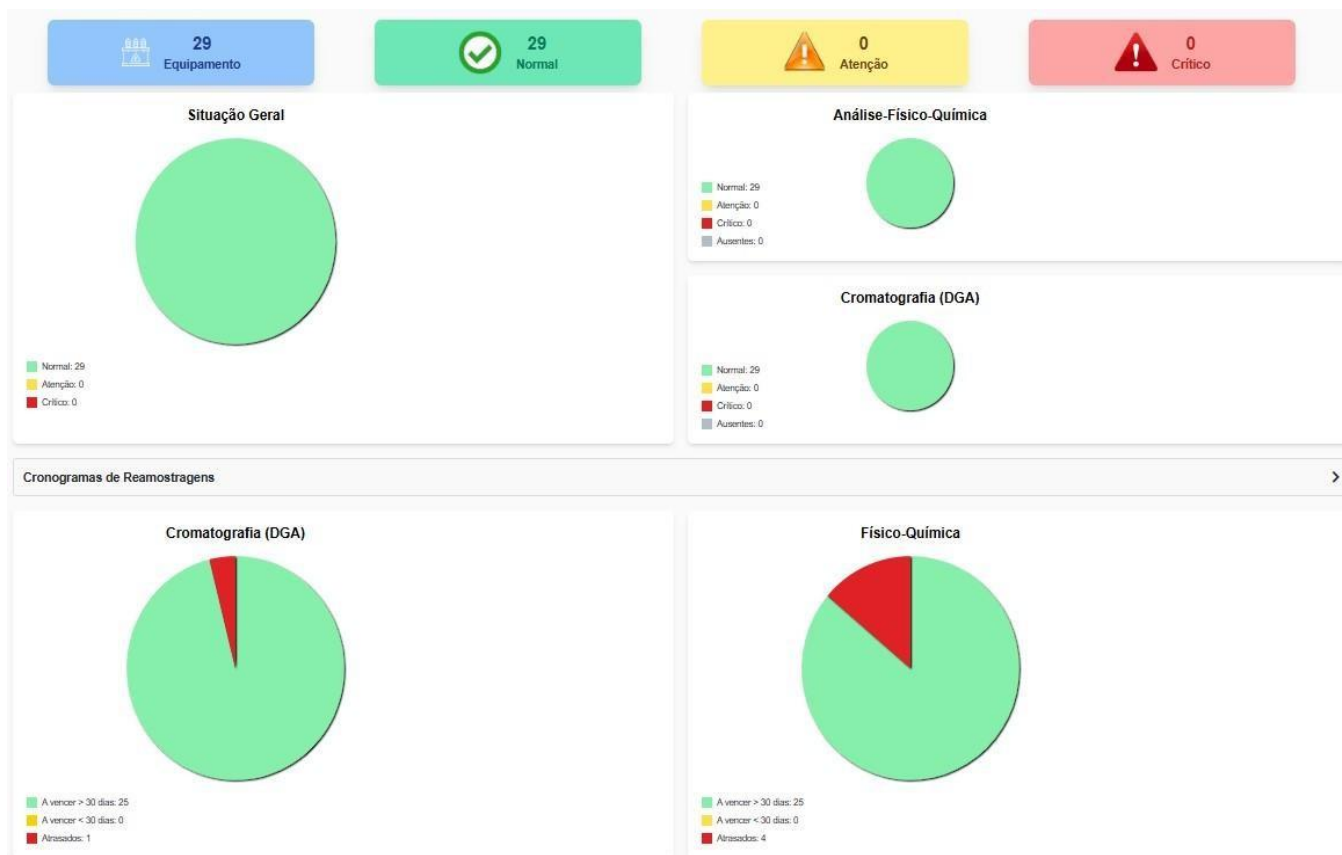 29
Equipamento
29
Normal
0
Atenção
0
Crítico
Situação Geral
Normal: 29
Atenção: 0
Crítico: 0
Análise-Físico-Química
Normal: 29
Atenção: 0
Crítico: 0
Ausentes: 0
Cromatografia (DGA)
Normal: 29
Atenção: 0
Crítico: 0
Ausentes: 0
Cronogramas de Reamostragens
Cromatografia (DGA)
A vencer > 30 dias: 25
A vencer < 30 dias: 0
Atrasados: 1
Físico-Química
A vencer > 30 dias: 25
A vencer < 30 dias: 0
Atrasados: 4